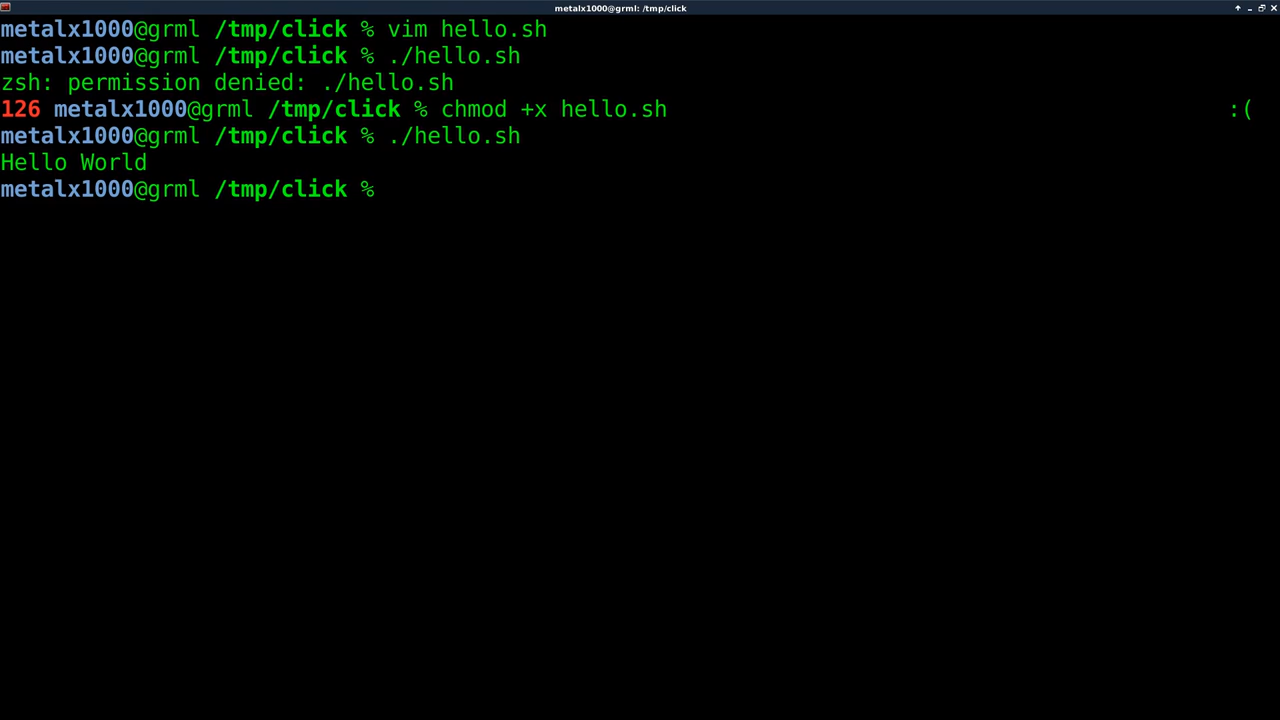 metalx1000@grml: /tmp/click
metalx1000@grml /tmp/click % vim hello.sh
metalx1000@grml /tmp/click % ./hello.sh
zsh: permission denied: ./hello.sh
126 metalx1000@grml /tmp/click % chmod +x hello.sh :(
metalx1000@grml /tmp/click % ./hello.sh
Hello World
metalx1000@grml /tmp/click %